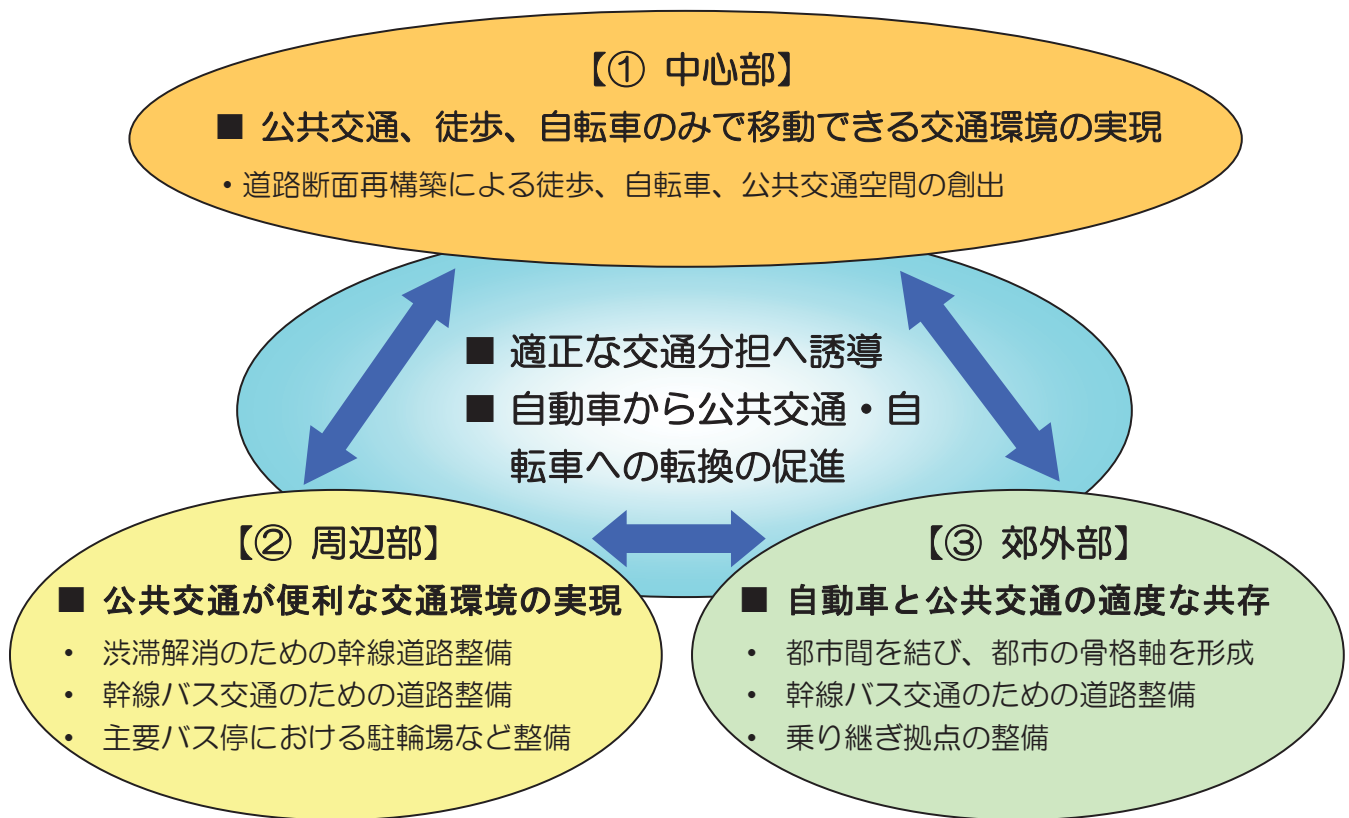 【① 中心部】
■ 公共交通、徒歩、自転車のみで移動できる交通環境の実現
・道路断面再構築による徒歩、自転車、公共交通空間の創出
■ 適正な交通分担へ誘導
■ 自動車から公共交通・自
転車への転換の促進
【② 周辺部】
■ 公共交通が便利な交通環境の実現
・ 渋滞解消のための幹線道路整備
・ 幹線バス交通のための道路整備
・ 主要バス停における駐輪場など整備
【③ 郊外部】
■ 自動車と公共交通の適度な共存
・ 都市間を結び、都市の骨格軸を形成
・ 幹線バス交通のための道路整備
・ 乗り継ぎ拠点の整備